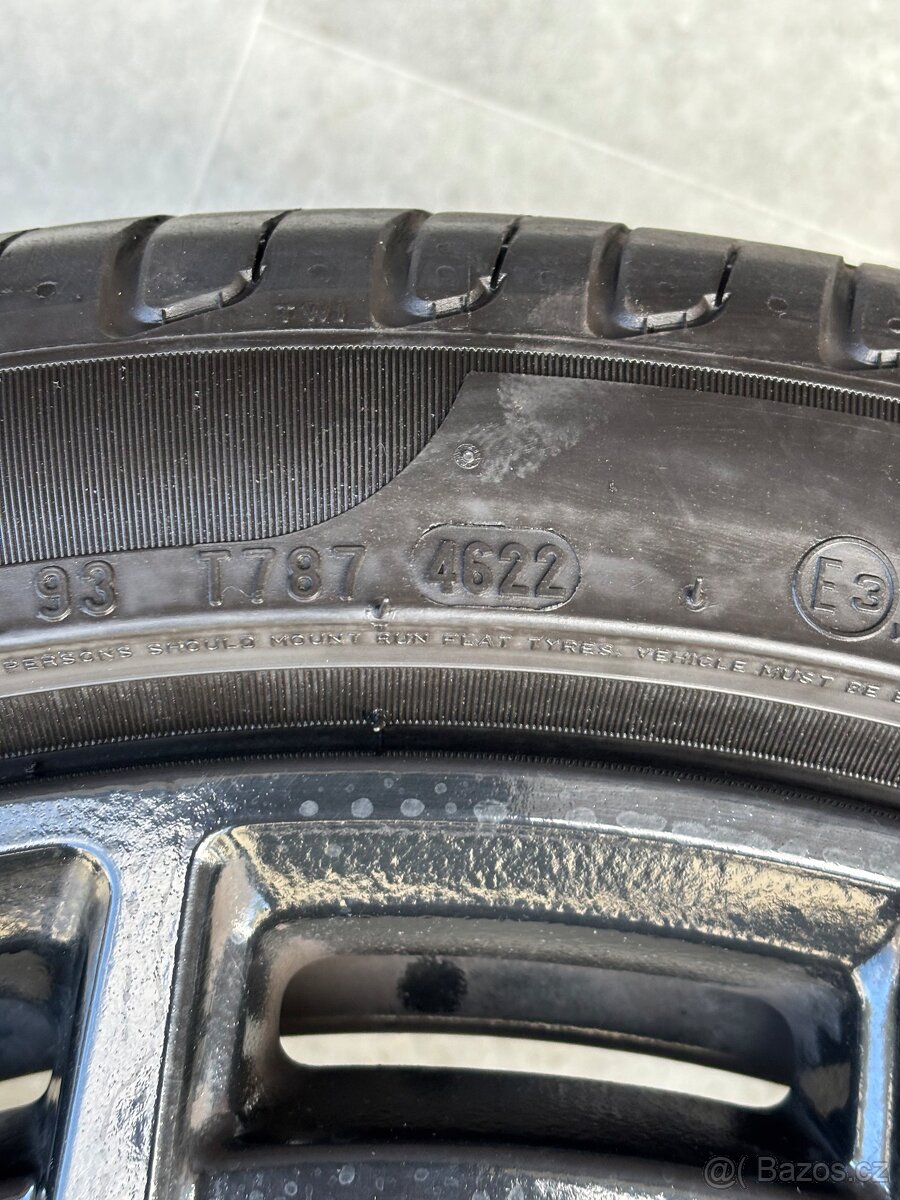 TWI
93 T787 4622 E3
PERSONS SHOULD MOUNT RUN FLAT TYRES. VEHICLE MUST BE
@( Bazos.cz